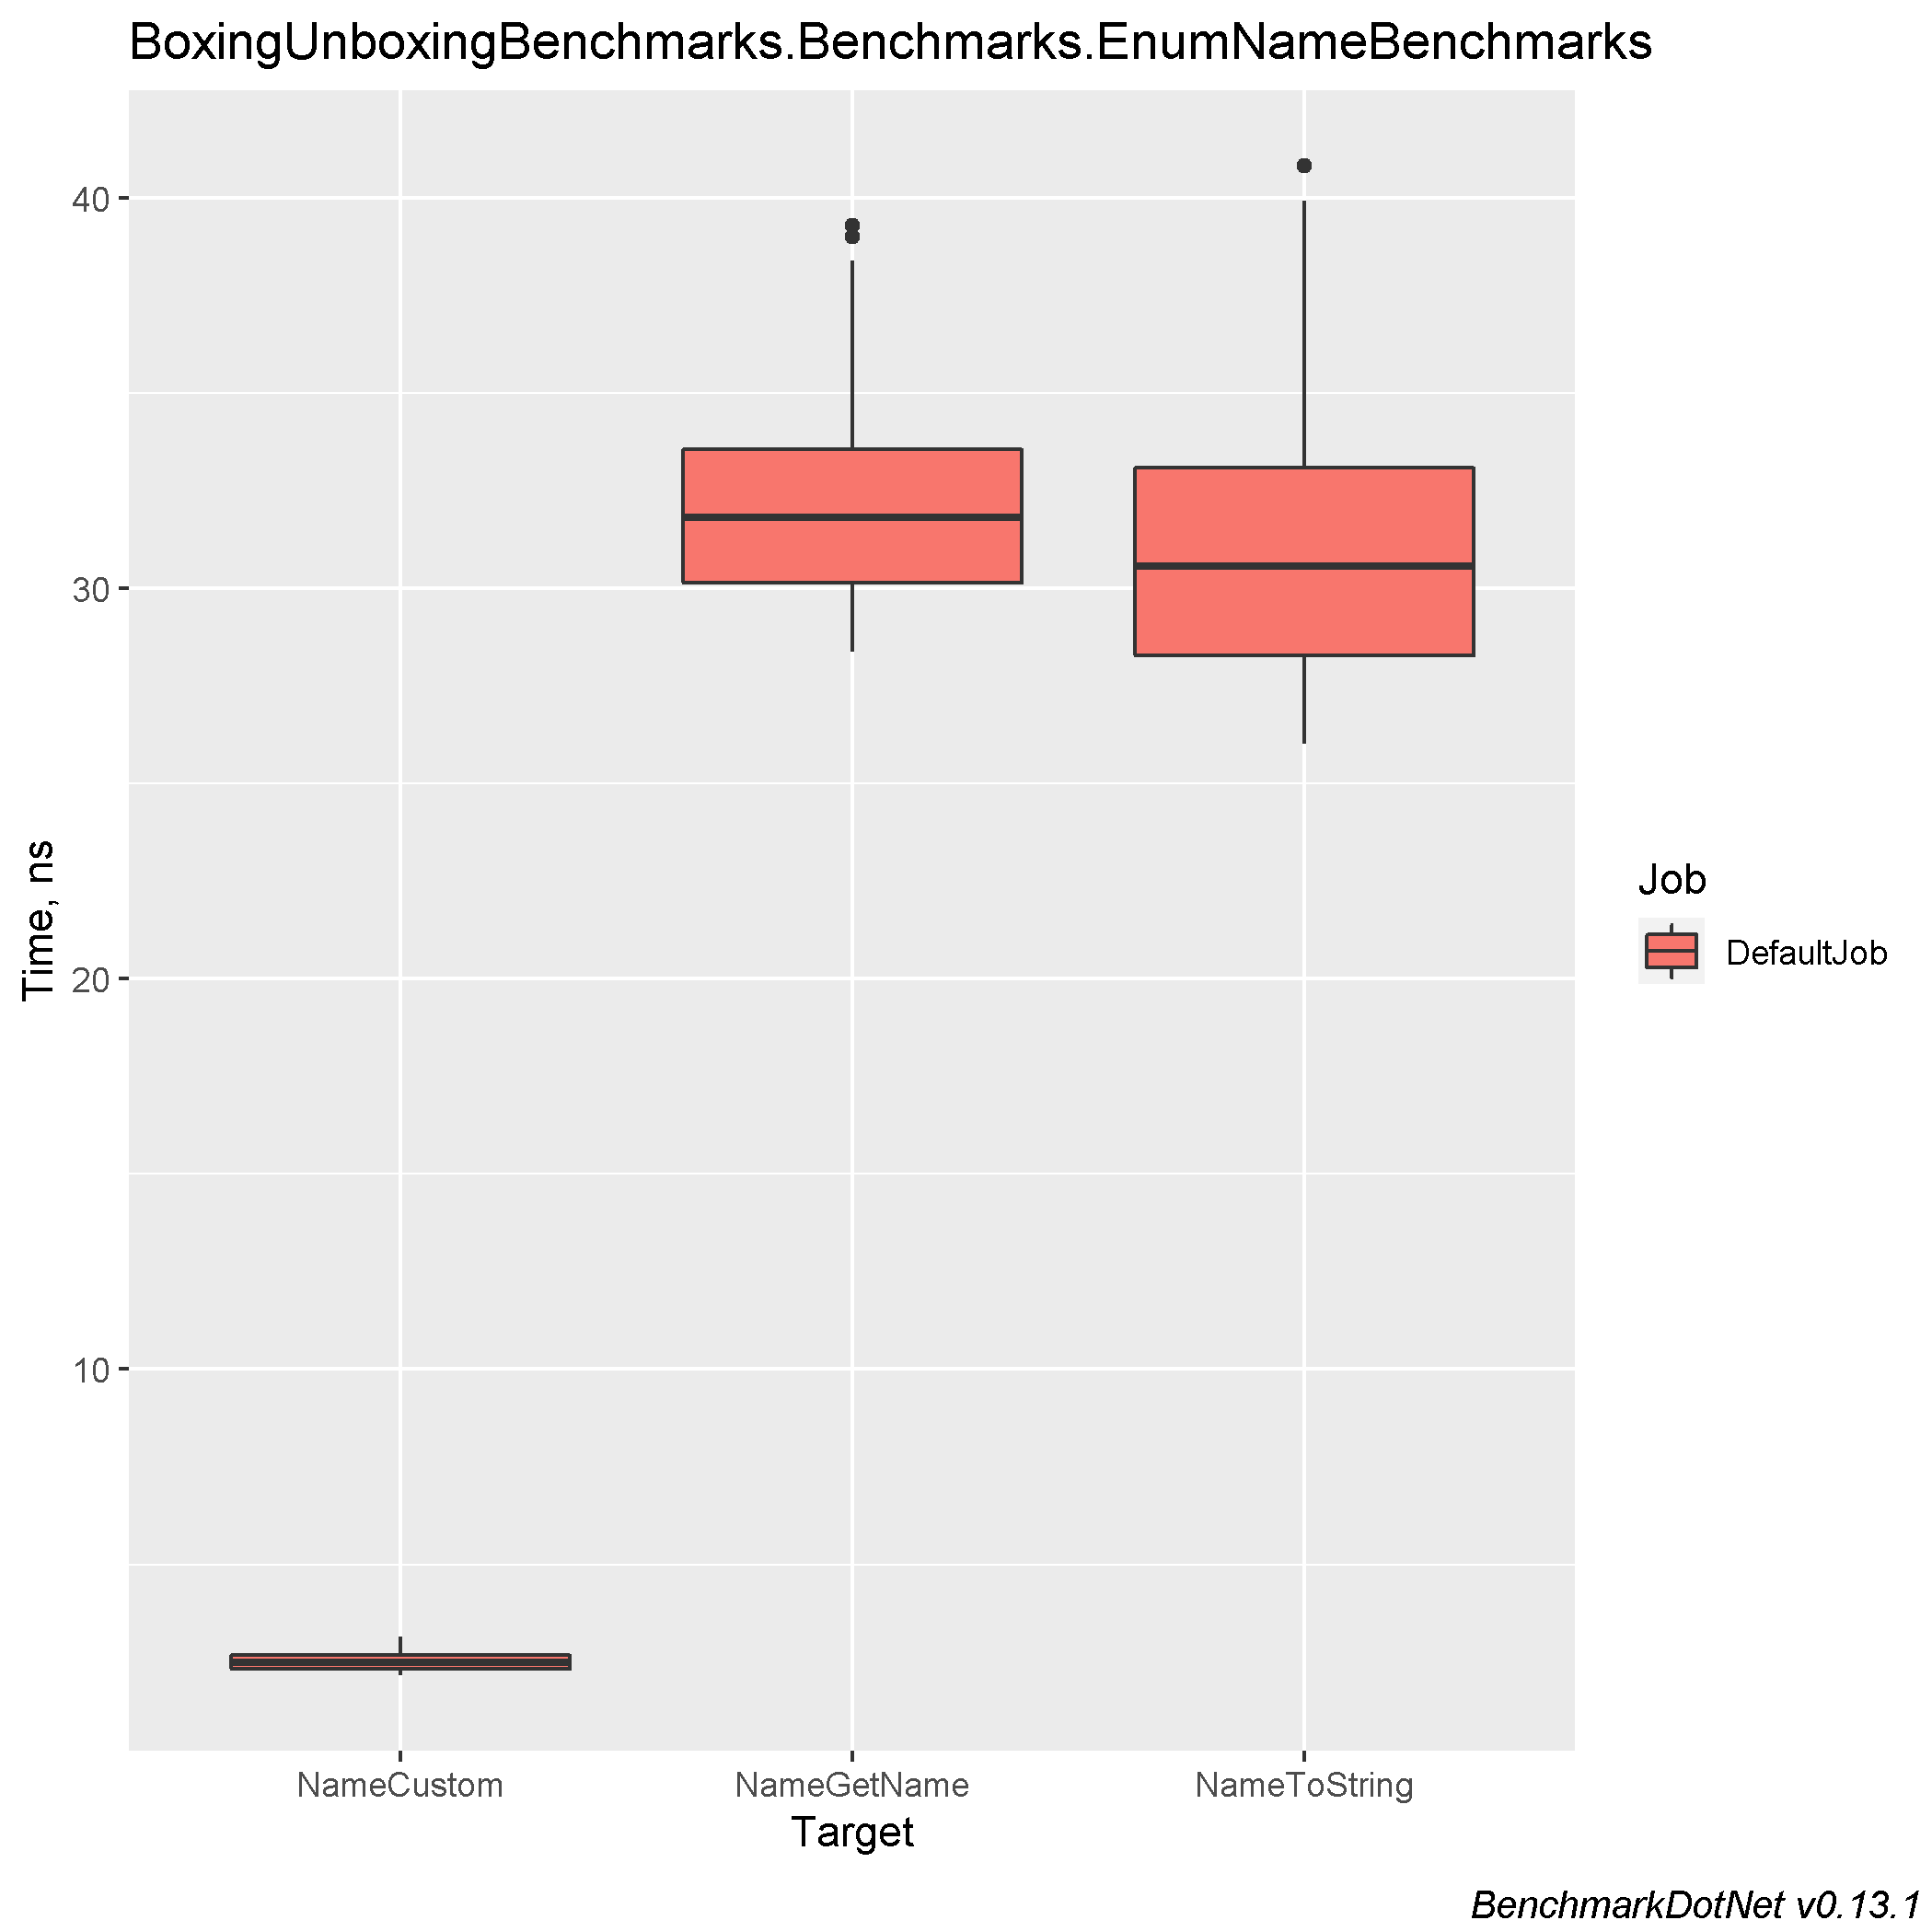 BoxingUnboxingBenchmarks.Benchmarks.EnumNameBenchmarks
40
30
20
10
Time, ns
NameCustom
NameGetName
NameToString
Target
Job
DefaultJob
BenchmarkDotNet v0.13.1